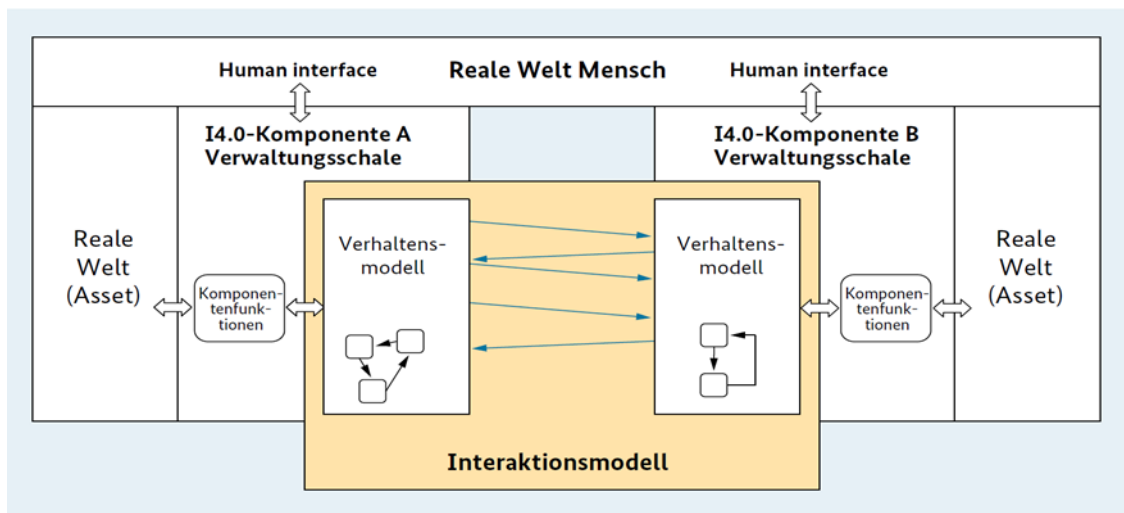 Human interface
Reale Welt Mensch
Human interface
I4.0-Komponente A
Verwaltungsschale
I4.0-Komponente B
Verwaltungsschale
Reale
Welt
(Asset)
Komponen-
tenfunk-
tionen
Verhaltens-
modell
Verhaltens-
modell
Komponen-
tenfunk-
tionen
Reale
Welt
(Asset)
Interaktionsmodell